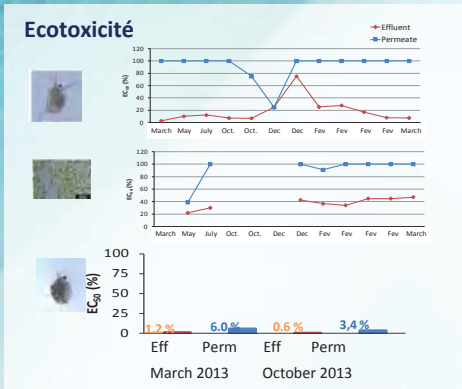 Ecotoxicité
Effluent
Permeate
EC50 (%)
120
100
80
60
40
20
0
March May July Oct. Oct. Dec Dec Fev Fev Fev Fev March
EC50 (%)
120
100
80
60
40
20
0
March May July Oct. Oct. Dec Dec Fev Fev Fev Fev March
EC50 (%)
100
75
50
25
0
1.2 % 6.0 % 0.6 % 3,4 %
Eff Perm Eff Perm
March 2013 October 2013